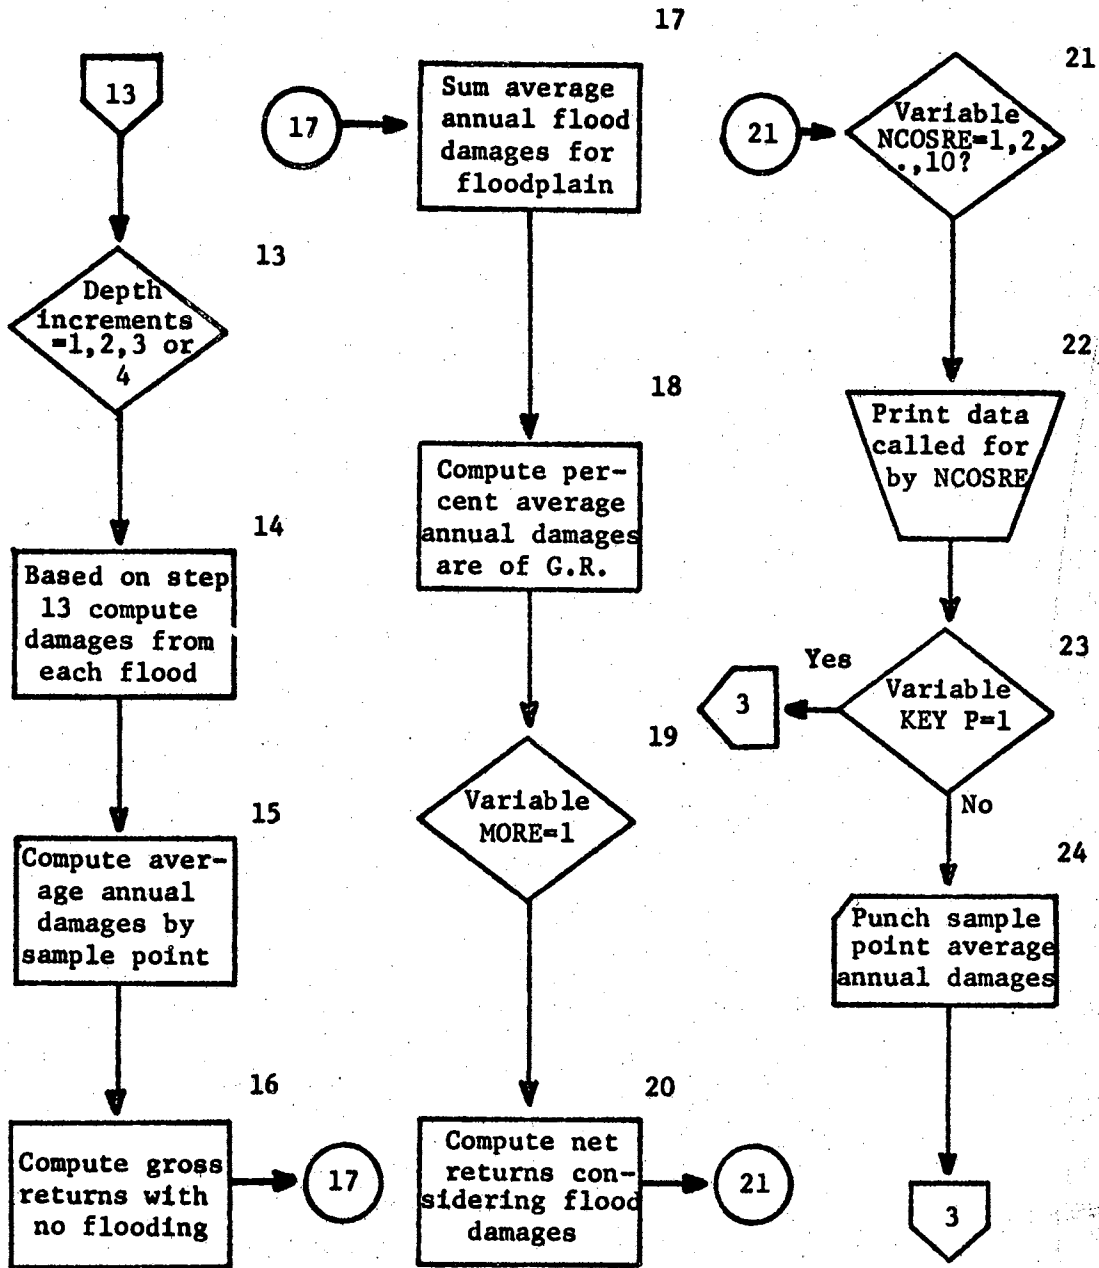 13
13
Depth
increments
=1,2,3 or
4
14
Based on step
13 compute
damages from
each flood
15
Compute aver-
age annual
damages by
sample point
16
Compute gross
returns with
no flooding
17
17
17
Sum average
annual flood
damages for
floodplain
18
Compute per-
cent average
annual damages
are of G.R.
19
Variable
MORE=1
20
Compute net
returns con-
sidering flood
damages
21
21
21
Variable
NCOSRE=1,2.
.,10?
22
Print data
called for
by NCOSRE
23
Variable
KEY P=1
Yes
3
No
24
Punch sample
point average
annual damages
3